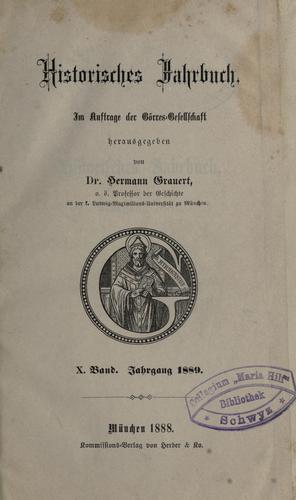 Historisches Jahrbuch.
Im Auftrage der Görres-Gesellschaft
herausgegeben
von
Dr. Hermann Grauert,
o. ö. Professor der Geschichte
an der k. Ludwig-Maximilians-Universität zu München.
X. Band. Jahrgang 1889.
Collegium „Maria Hilf"
Bibliothek
Schwyz
München 1888.
Kommissions-Verlag von Herder & Ko.